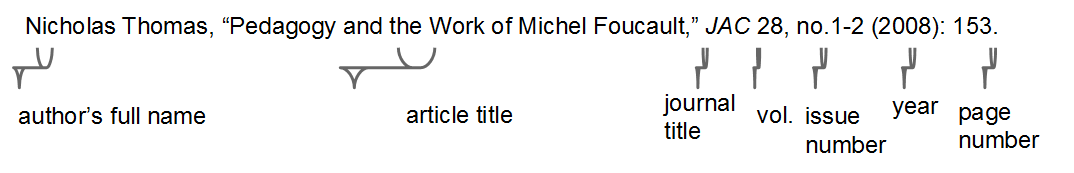 Nicholas Thomas, “Pedagogy and the Work of Michel Foucault,” JAC 28, no.1-2 (2008): 153.
author’s full name
article title
journal title
vol.
issue number
year
page number